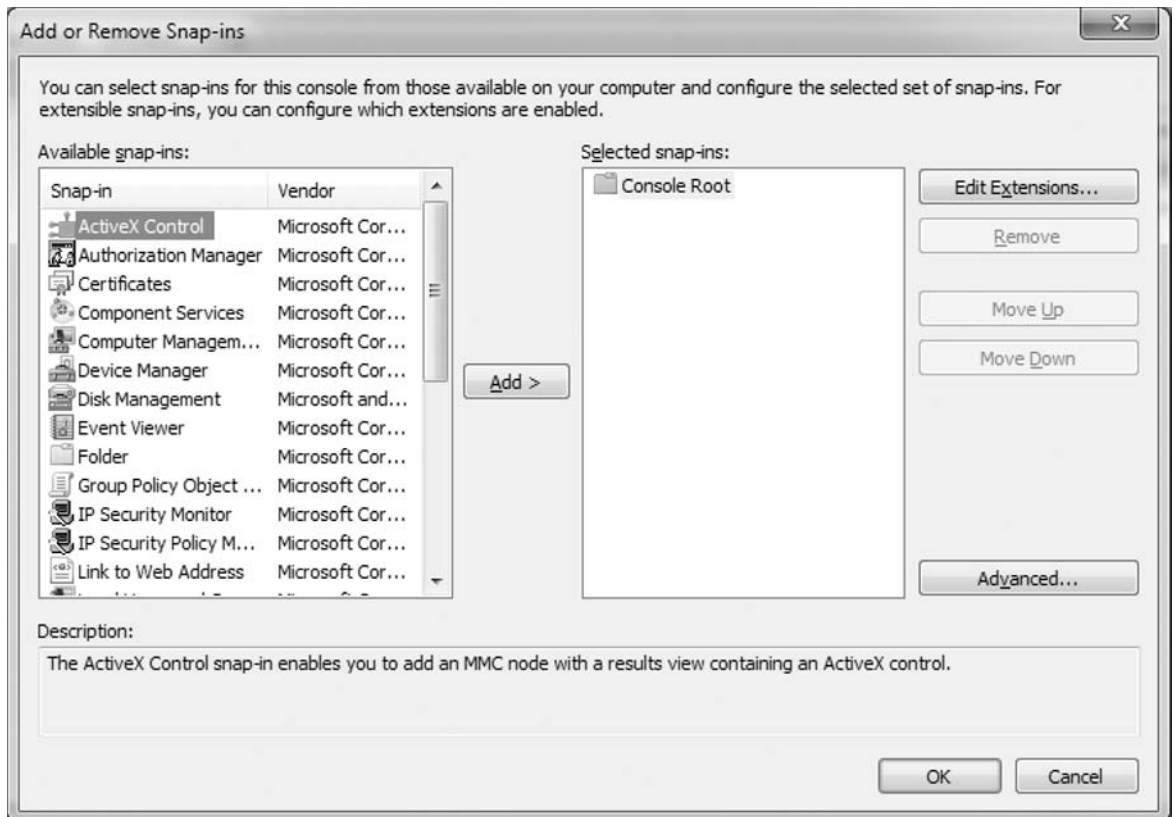 Add or Remove Snap-ins
You can select snap-ins for this console from those available on your computer and configure the selected set of snap-ins. For
extensible snap-ins, you can configure which extensions are enabled.
Available snap-ins:
Snap-in Vendor
ActiveX Control Microsoft Cor...
Authorization Manager Microsoft Cor...
Certificates Microsoft Cor...
Component Services Microsoft Cor...
Computer Managem... Microsoft Cor...
Device Manager Microsoft Cor...
Disk Management Microsoft and...
Event Viewer Microsoft Cor...
Folder Microsoft Cor...
Group Policy Object ... Microsoft Cor...
IP Security Monitor Microsoft Cor...
IP Security Policy M... Microsoft Cor...
Link to Web Address Microsoft Cor...
Add >
Selected snap-ins:
Console Root
Edit Extensions...
Remove
Move Up
Move Down
Advanced...
Description:
The ActiveX Control snap-in enables you to add an MMC node with a results view containing an ActiveX control.
OK
Cancel